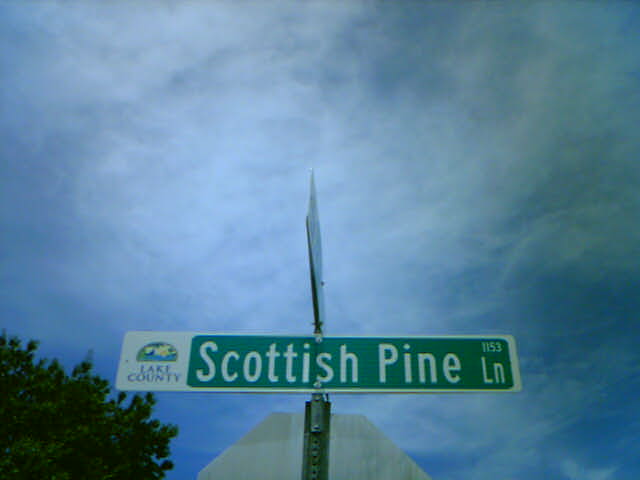 LAKE
COUNTY
Scottish Pine Ln
1153